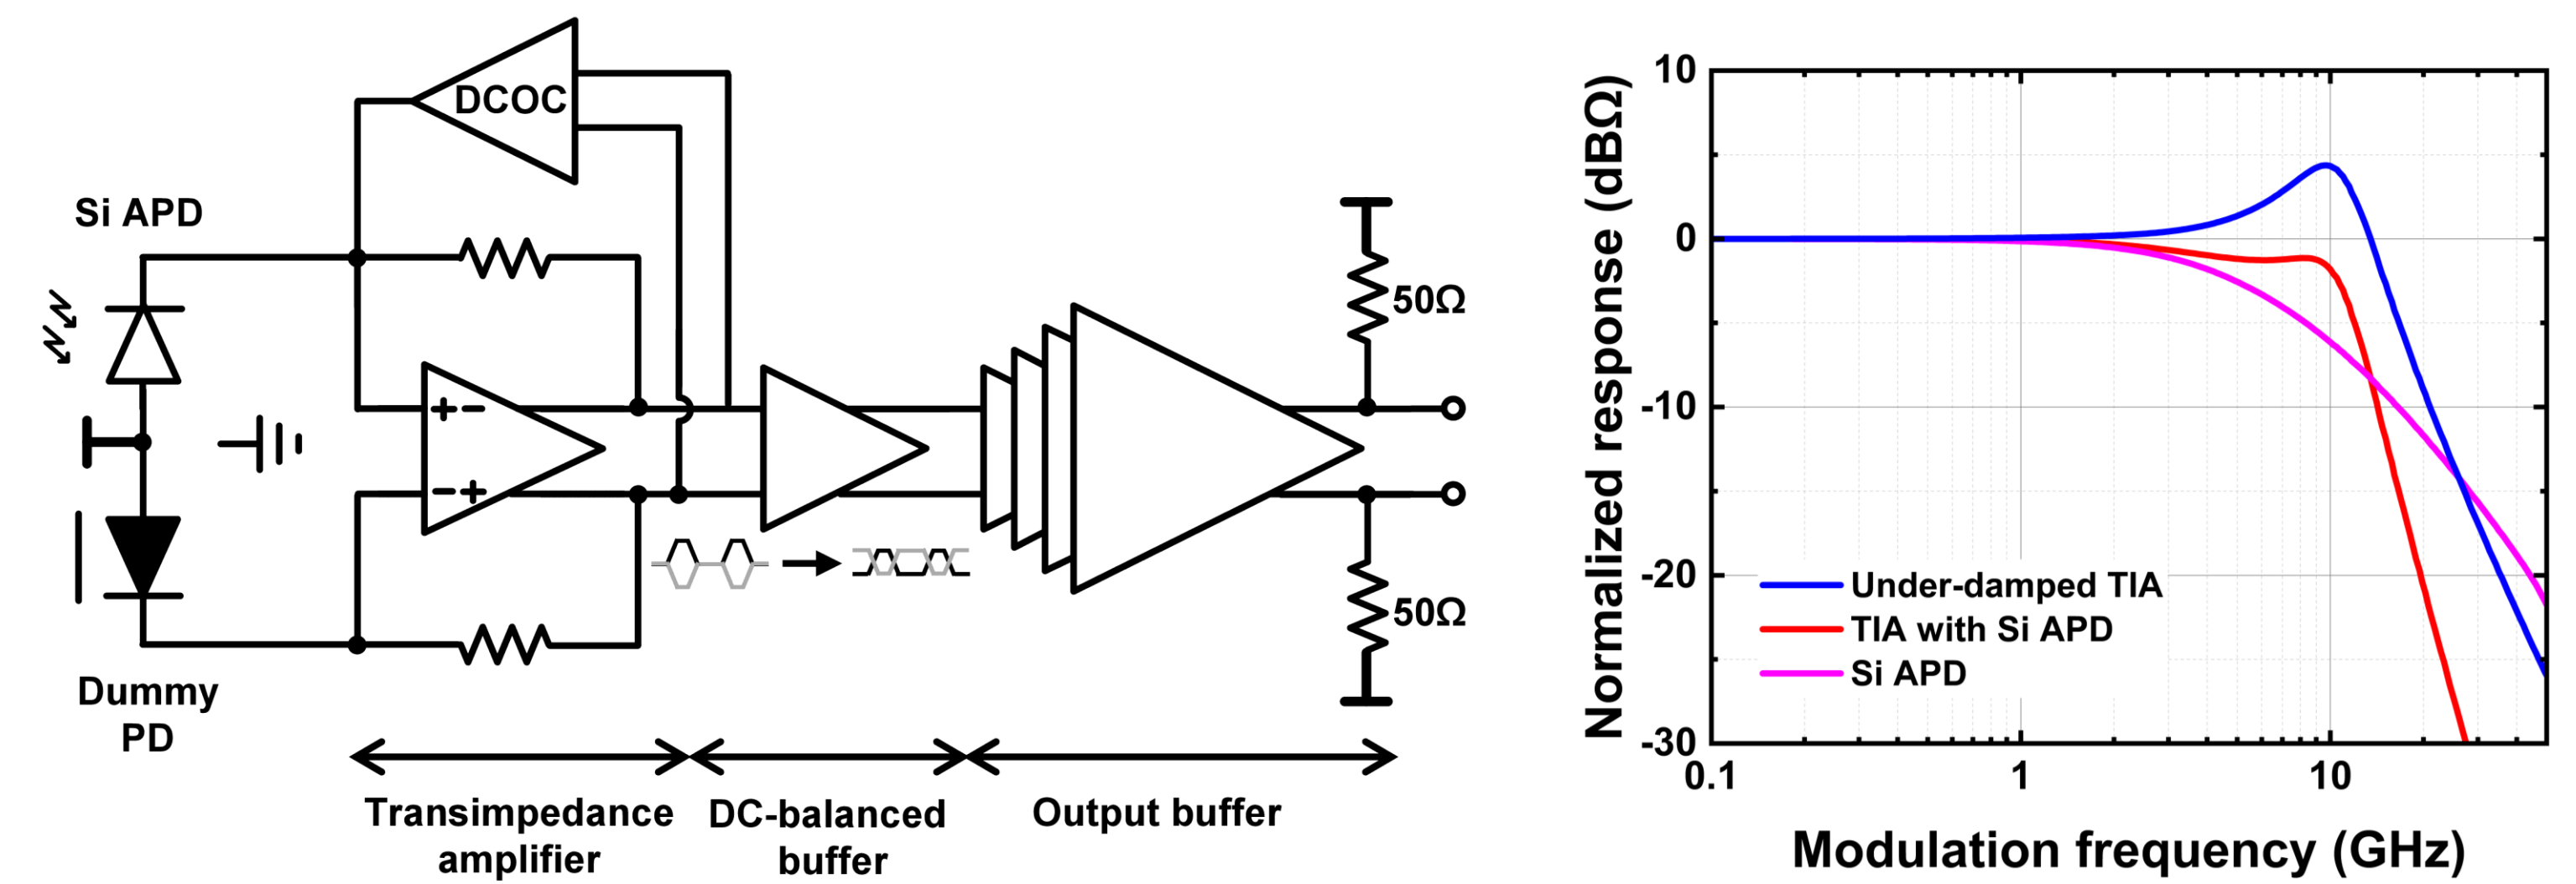 DCOC
Si APD
50Ω
+ −
− +
50Ω
Dummy
PD
Transimpedance
amplifier
DC-balanced
buffer
Output buffer
Normalized response (dBΩ)
10
0
-10
-20
-30
Under-damped TIA
TIA with Si APD
Si APD
0.1
1
10
Modulation frequency (GHz)